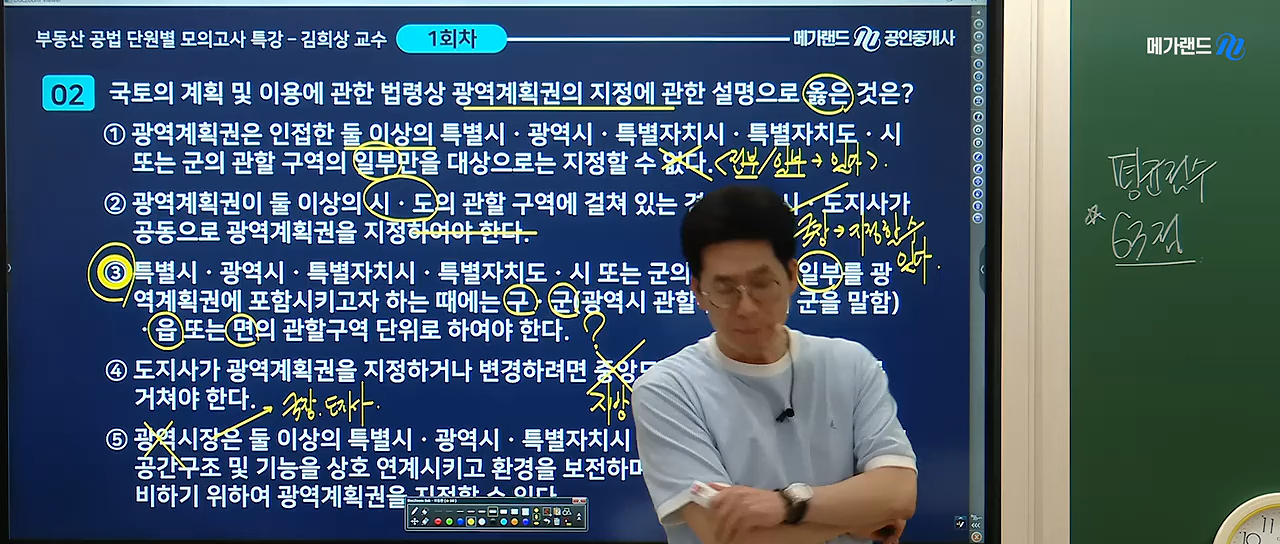 부동산 공법 단원별 모의고사 특강 – 김희상 교수
1회차
메가랜드 공인중개사
메가랜드
02 국토의 계획 및 이용에 관한 법령상 광역계획권의 지정에 관한 설명으로 옳은 것은?
① 광역계획권은 인접한 둘 이상의 특별시·광역시·특별자치시·특별자치도·시
또는 군의 관할 구역의 일부만을 대상으로는 지정할 수 없다.
<전부/일부→있다>.
② 광역계획권이 둘 이상의 시·도의 관할 구역에 걸쳐 있는 시·도지사가
공동으로 광역계획권을 지정하여야 한다.
국장→지정할 수
있다.
③ 특별시·광역시·특별자치시·특별자치도·시 또는 군의 일부를 광
역계획권에 포함시키고자 하는 때에는 구·군(광역시 관할 군을 말함)
·읍 또는 면의 관할구역 단위로 하여야 한다.
?
④ 도지사가 광역계획권을 지정하거나 변경하려면 중앙도
거쳐야 한다.
국장·도지사.
지방
⑤ 광역시장은 둘 이상의 특별시·광역시·특별자치시
공간구조 및 기능을 상호 연계시키고 환경을 보전하며
비하기 위하여 광역계획권을 지정할 수 있다.
평균점수
63점
11
10